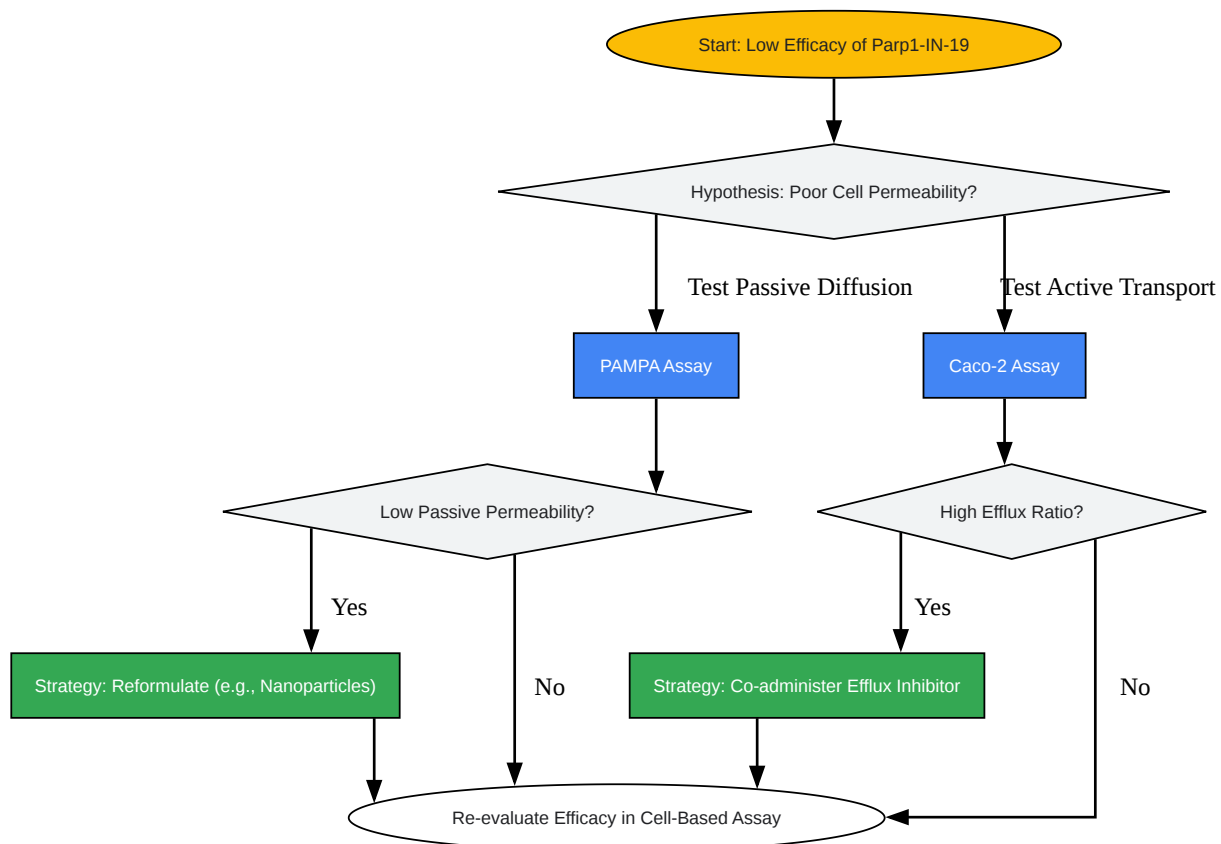 Start: Low Efficacy of Parp1-IN-19
Hypothesis: Poor Cell Permeability?
Test Passive Diffusion
Test Active Transport
PAMPA Assay
Caco-2 Assay
Low Passive Permeability?
High Efflux Ratio?
Yes
Yes
Strategy: Reformulate (e.g., Nanoparticles)
No
Strategy: Co-administer Efflux Inhibitor
No
Re-evaluate Efficacy in Cell-Based Assay